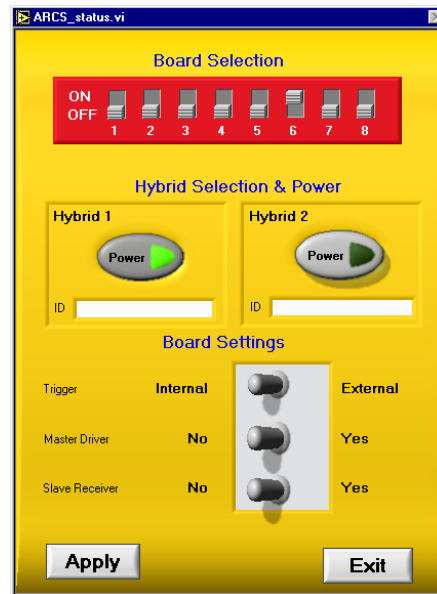 ARCS_status.vi
Board Selection
ON
OFF
1 2 3 4 5 6 7 8
Hybrid Selection & Power
Hybrid 1 Hybrid 2
Power Power
ID ID
Board Settings
Trigger Internal External
Master Driver No Yes
Slave Receiver No Yes
Apply Exit